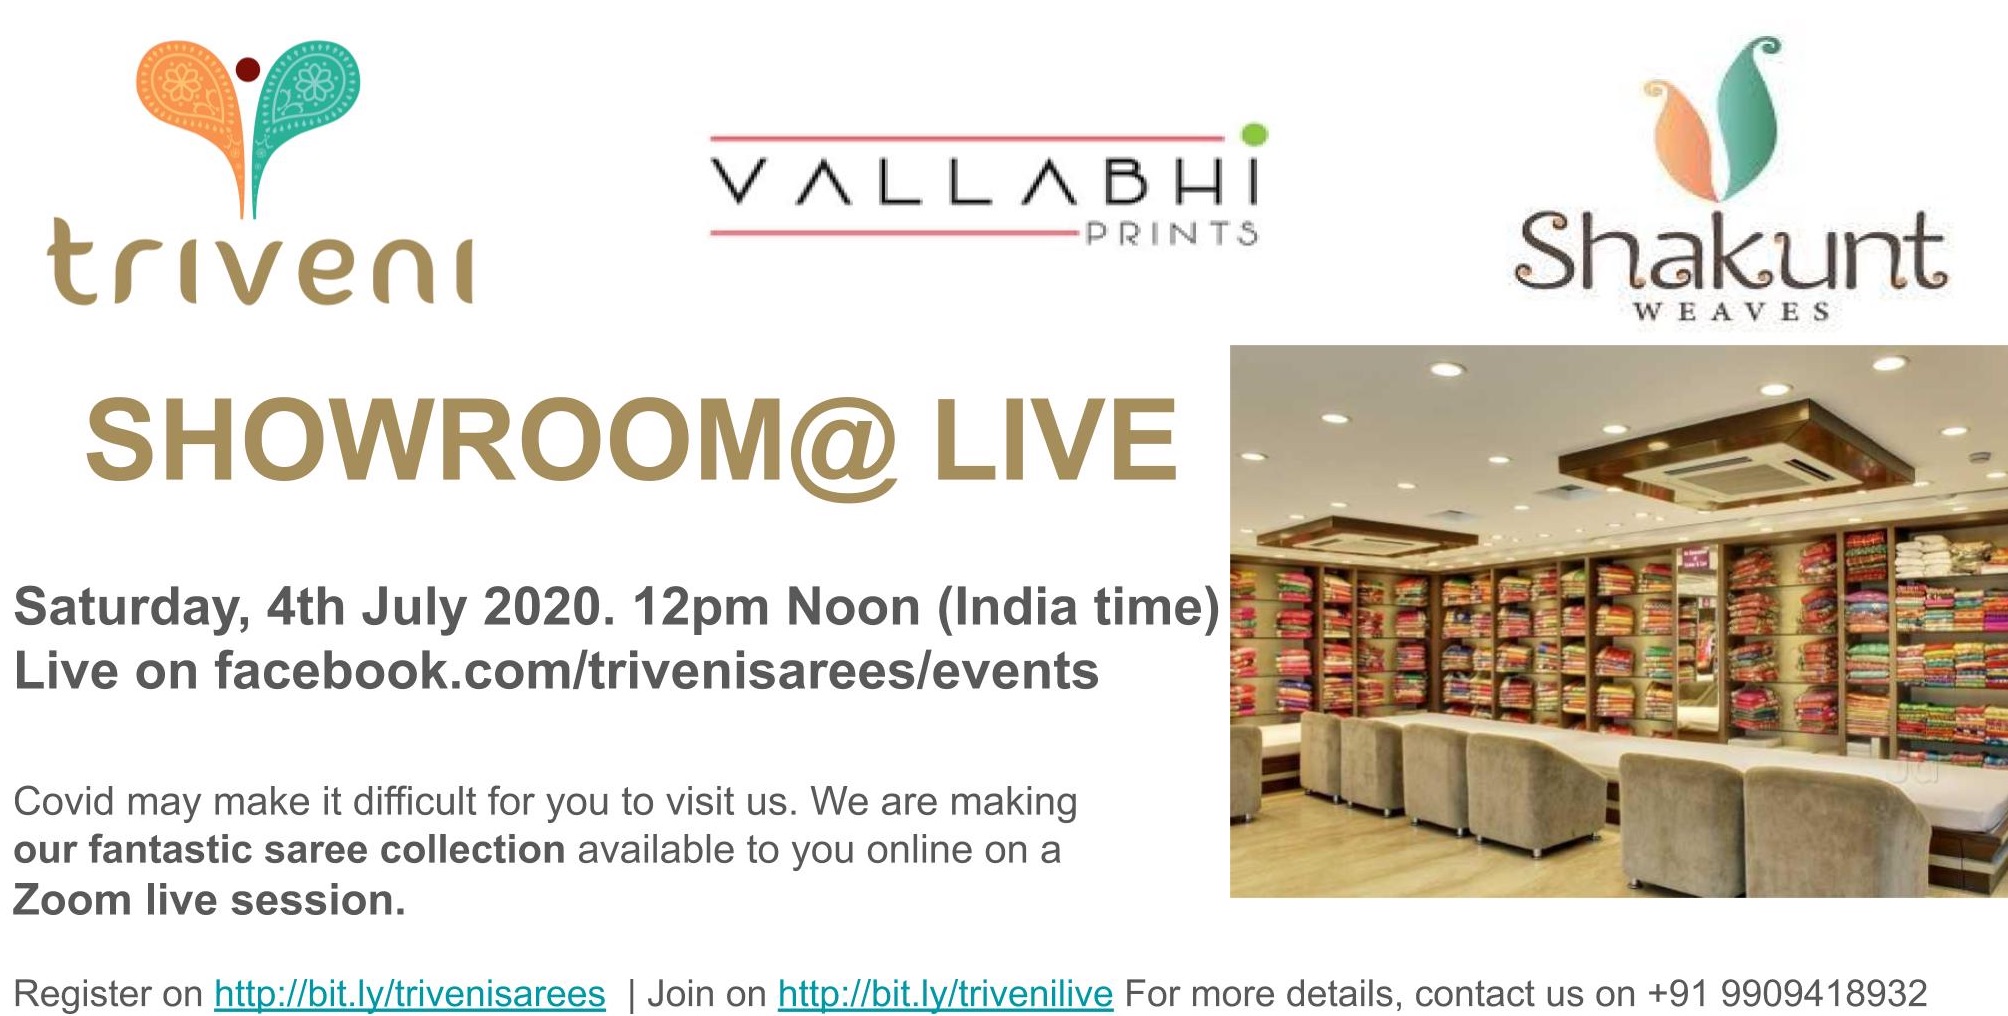 triveni
VALLABHI
PRINTS
Shakunt
WEAVES
SHOWROOM@ LIVE
Saturday, 4th July 2020. 12pm Noon (India time)
Live on facebook.com/trivenisarees/events
Covid may make it difficult for you to visit us. We are making
our fantastic saree collection available to you online on a
Zoom live session.
Register on http://bit.ly/trivenisarees | Join on http://bit.ly/trivenilive For more details, contact us on +91 9909418932